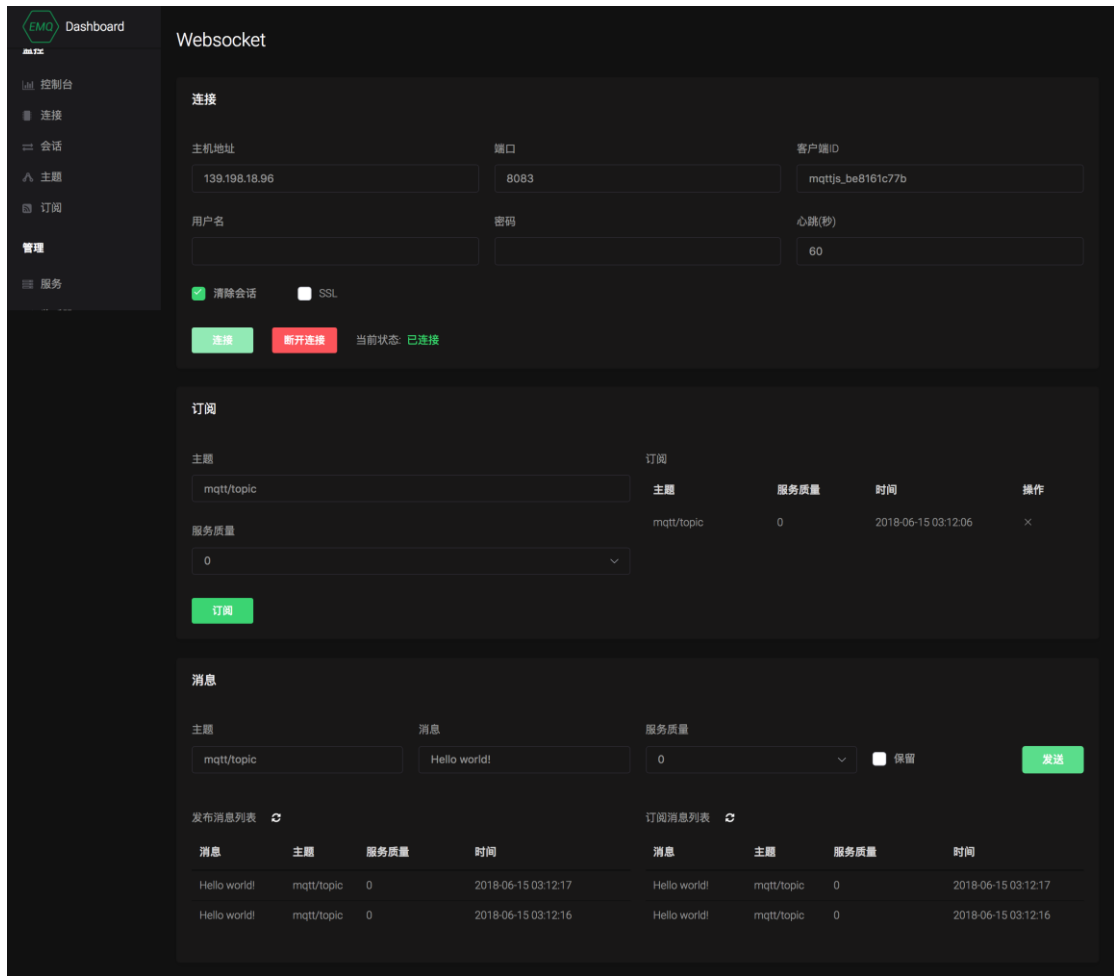 EMQ Dashboard
监控
控制台
连接
会话
主题
订阅
管理
服务
Websocket
连接
主机地址 端口 客户端ID
139.198.18.96 8083 mqttjs_be8161c77b
用户名 密码 心跳(秒)
60
清除会话 SSL
连接 断开连接 当前状态: 已连接
订阅
主题
mqtt/topic
服务质量
0
订阅
订阅
主题 服务质量 时间 操作
mqtt/topic 0 2018-06-15 03:12:06 ×
消息
主题 消息 服务质量
mqtt/topic Hello world! 0 保留 发送
发布消息列表
消息 主题 服务质量 时间
Hello world! mqtt/topic 0 2018-06-15 03:12:17
Hello world! mqtt/topic 0 2018-06-15 03:12:16
订阅消息列表
消息 主题 服务质量 时间
Hello world! mqtt/topic 0 2018-06-15 03:12:17
Hello world! mqtt/topic 0 2018-06-15 03:12:16